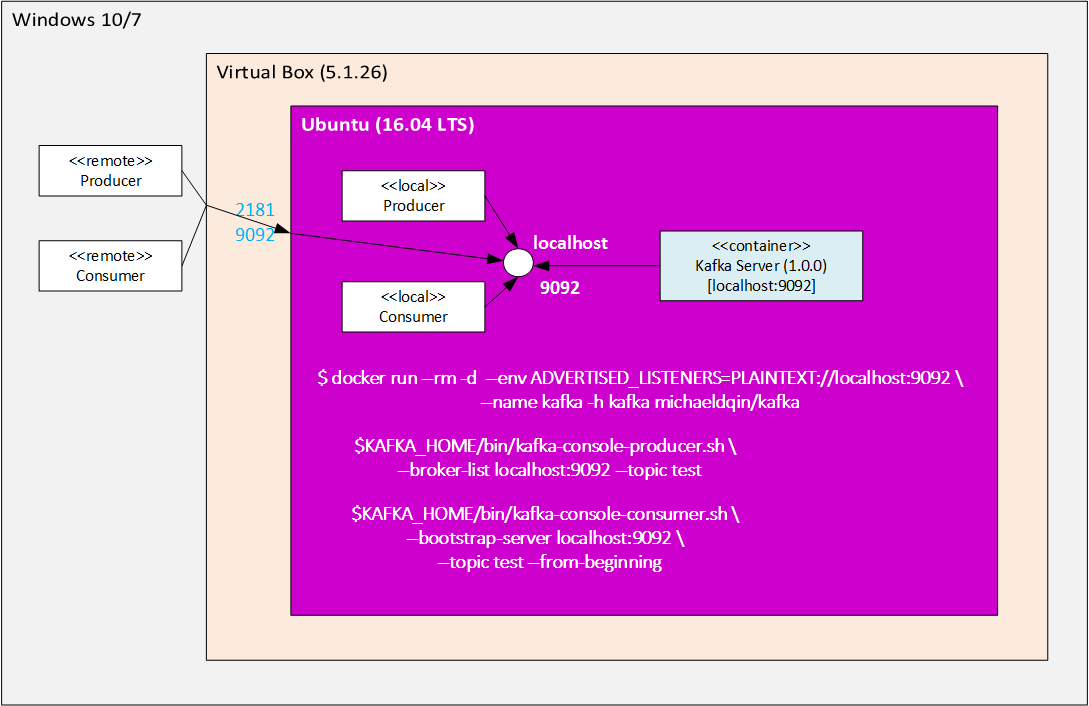 Windows 10/7
Virtual Box (5.1.26)
Ubuntu (16.04 LTS)
<<remote>>
Producer
<<remote>>
Consumer
2181
9092
<<local>>
Producer
<<local>>
Consumer
localhost
9092
<<container>>
Kafka Server (1.0.0)
[localhost:9092]
$ docker run –rm -d –env ADVERTISED_LISTENERS=PLAINTEXT://localhost:9092 \
–name kafka -h kafka michaeldqin/kafka
$KAFKA_HOME/bin/kafka-console-producer.sh \
–broker-list localhost:9092 –topic test
$KAFKA_HOME/bin/kafka-console-consumer.sh \
–bootstrap-server localhost:9092 \
–topic test –from-beginning